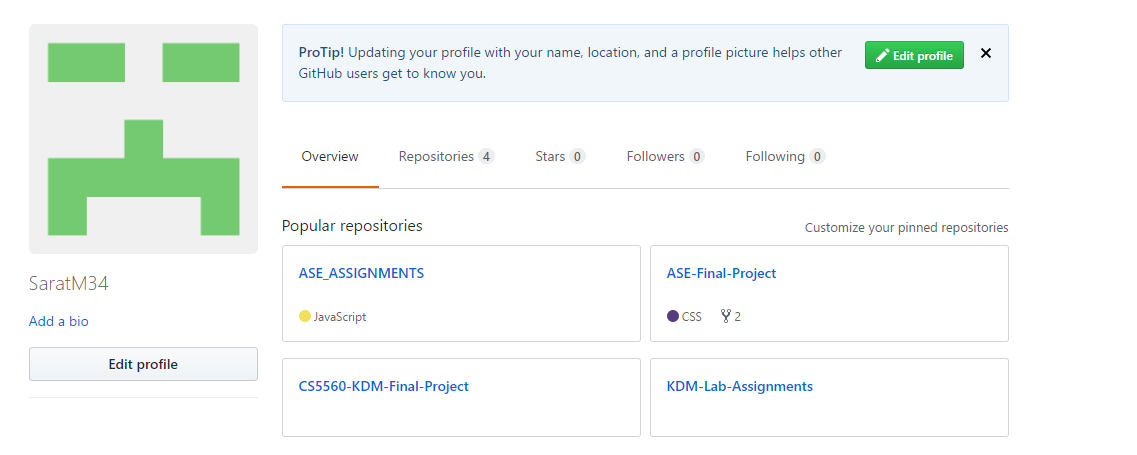 ProTip! Updating your profile with your name, location, and a profile picture helps other
GitHub users get to know you.
Edit profile
Overview
Repositories 4
Stars 0
Followers 0
Following 0
Popular repositories
Customize your pinned repositories
ASE_ASSIGNMENTS
JavaScript
ASE-Final-Project
CSS 2
CS5560-KDM-Final-Project
KDM-Lab-Assignments
SaratM34
Add a bio
Edit profile